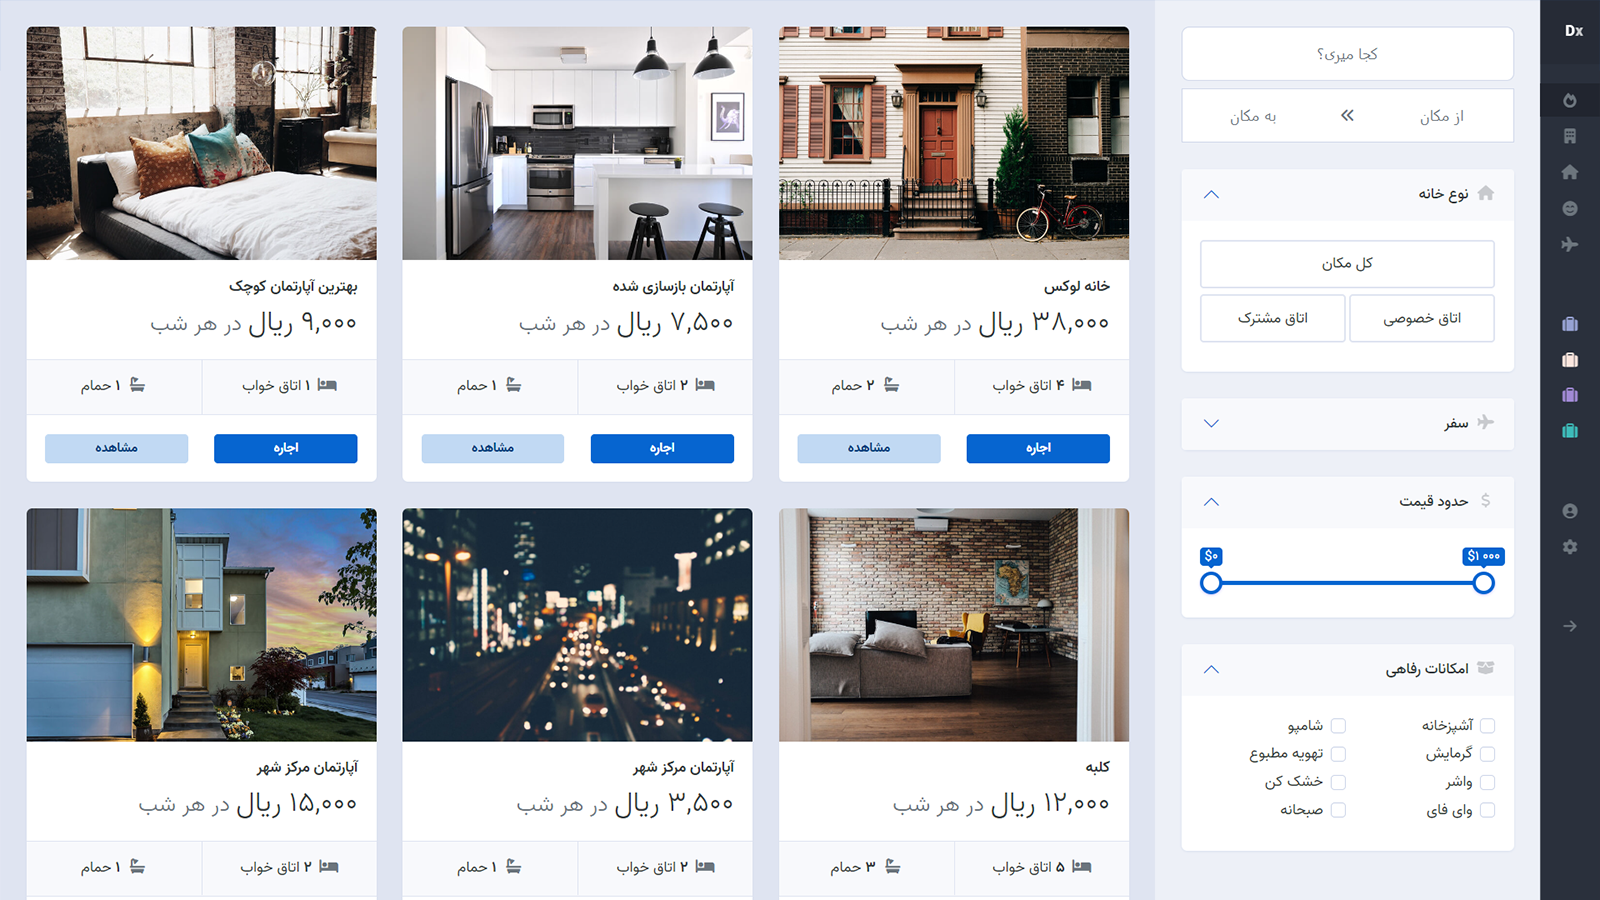 Dx
کجا میری؟
از مکان » به مکان
نوع خانه
کل مکان
اتاق خصوصی
اتاق مشترک
سفر
حدود قیمت
$۱ ۰۰۰
$۰
امکانات رفاهی
آشپزخانه
شامپو
گرمایش
تهویه مطبوع
واشر
خشک کن
وای فای
صبحانه
خانه لوکس
۳۸,۰۰۰ ریال در هر شب
۴ اتاق خواب
۲ حمام
اجاره
مشاهده
آپارتمان بازسازی شده
۷,۵۰۰ ریال در هر شب
۲ اتاق خواب
۱ حمام
اجاره
مشاهده
بهترین آپارتمان کوچک
۹,۰۰۰ ریال در هر شب
۱ اتاق خواب
۱ حمام
اجاره
مشاهده
کلبه
۱۲,۰۰۰ ریال در هر شب
۵ اتاق خواب
۳ حمام
آپارتمان مرکز شهر
۳,۵۰۰ ریال در هر شب
۲ اتاق خواب
۱ حمام
آپارتمان مرکز شهر
۱۵,۰۰۰ ریال در هر شب
۲ اتاق خواب
۱ حمام